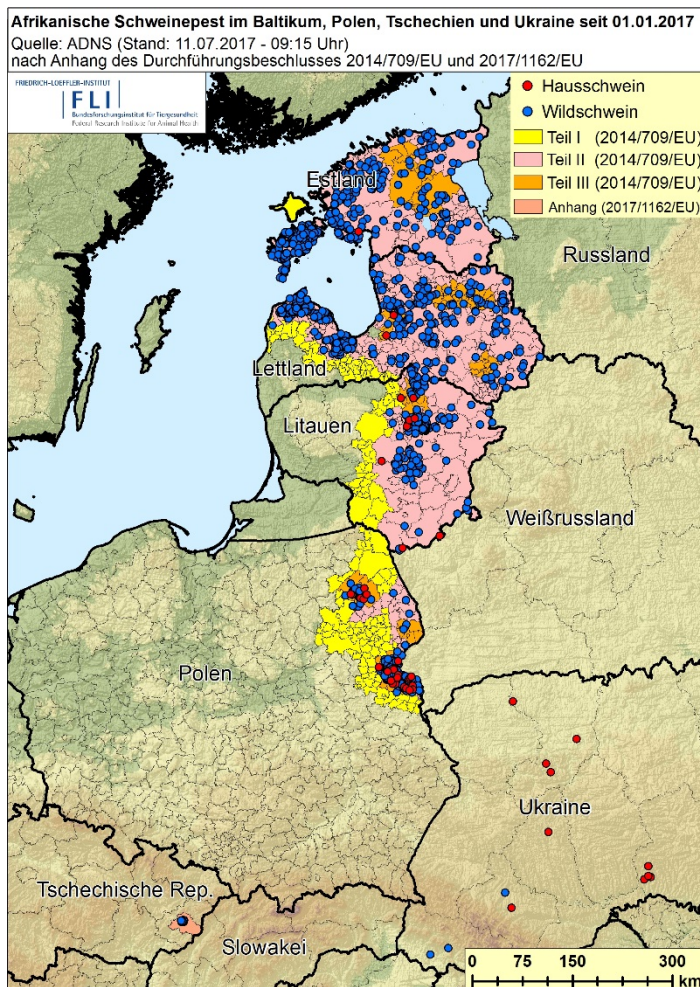 Afrikanische Schweinepest im Baltikum, Polen, Tschechien und Ukraine seit 01.01.2017
Quelle: ADNS (Stand: 11.07.2017 - 09:15 Uhr)
nach Anhang des Durchführungsbeschlusses 2014/709/EU und 2017/1162/EU
FRIEDRICH-LOEFFLER-INSTITUT
FLI
Bundesforschungsinstitut für Tiergesundheit
Federal Research Institute for Animal Health
Hausschwein
Wildschwein
Teil I (2014/709/EU)
Teil II (2014/709/EU)
Teil III (2014/709/EU)
Anhang (2017/1162/EU)
Estland
Russland
Lettland
Litauen
Weißrussland
Polen
Ukraine
Tschechische Rep.
Slowakei
0 75 150 300
km